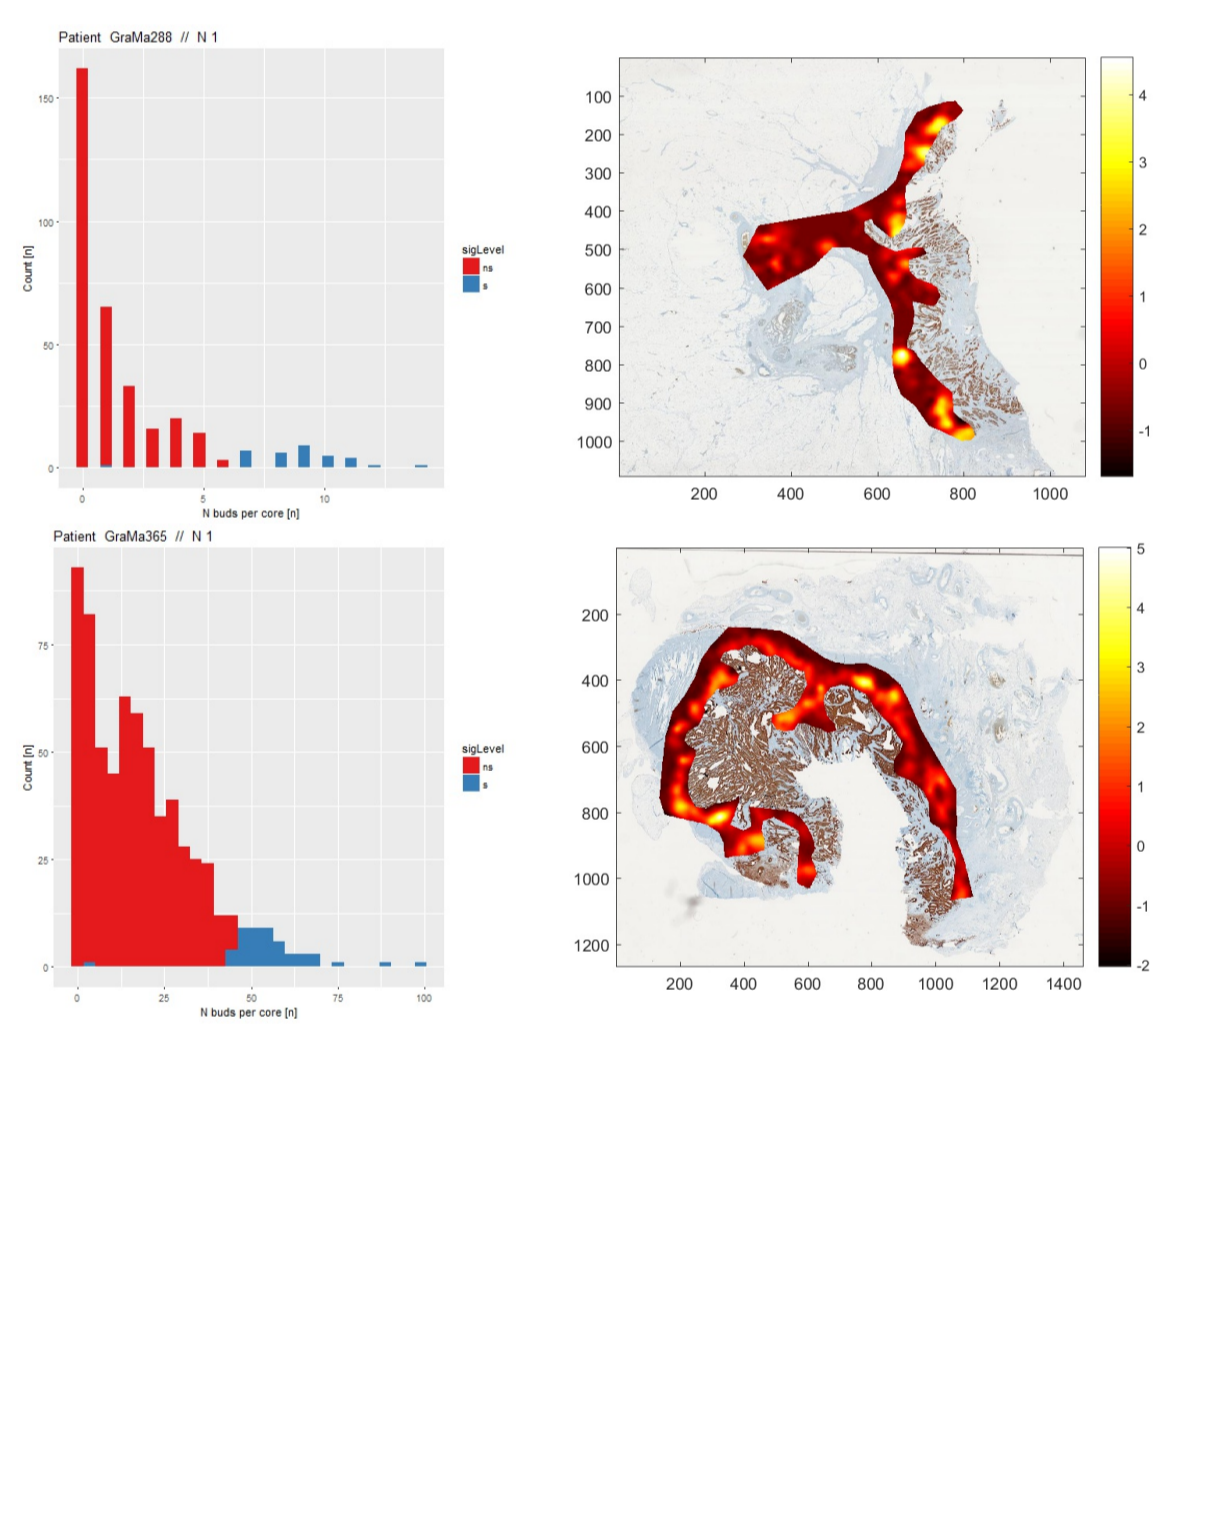 Patient GraMa288 // N 1
150
100
50
0
Count [n]
0 5 10
N buds per core [n]
sigLevel
ns
s
100
200
300
400
500
600
700
800
900
1000
200 400 600 800 1000
4
3
2
1
0
-1
Patient GraMa365 // N 1
75
50
25
0
Count [n]
0 25 50 75 100
N buds per core [n]
sigLevel
ns
s
200
400
600
800
1000
1200
200 400 600 800 1000 1200 1400
5
4
3
2
1
0
-1
-2